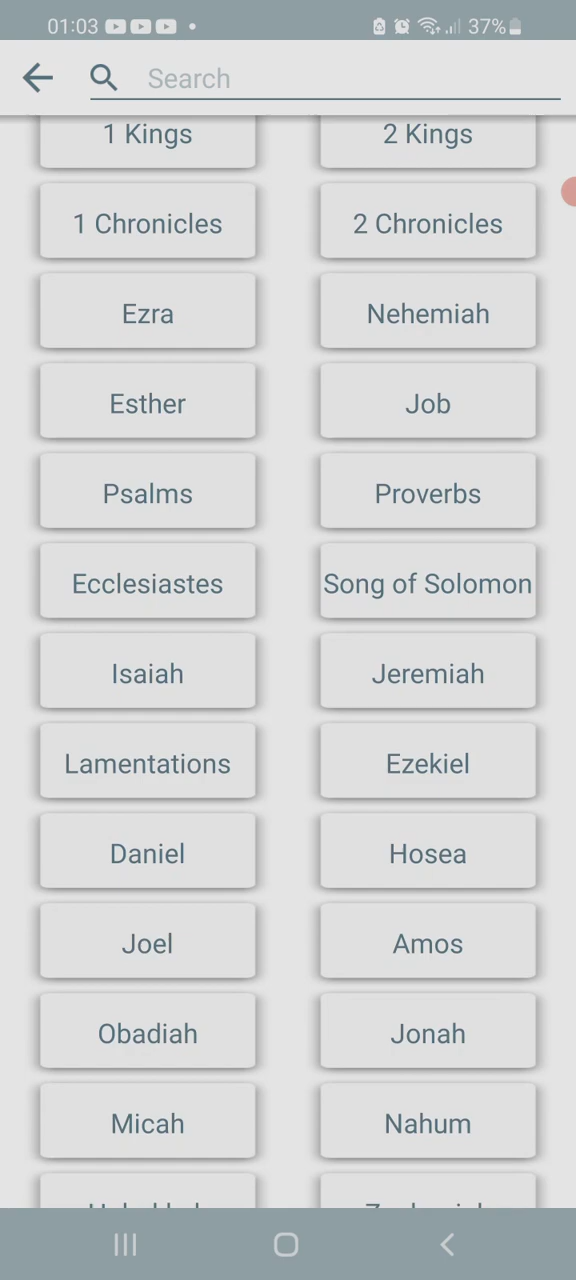 01:03
37%
Search
1 Kings
2 Kings
1 Chronicles
2 Chronicles
Ezra
Nehemiah
Esther
Job
Psalms
Proverbs
Ecclesiastes
Song of Solomon
Isaiah
Jeremiah
Lamentations
Ezekiel
Daniel
Hosea
Joel
Amos
Obadiah
Jonah
Micah
Nahum